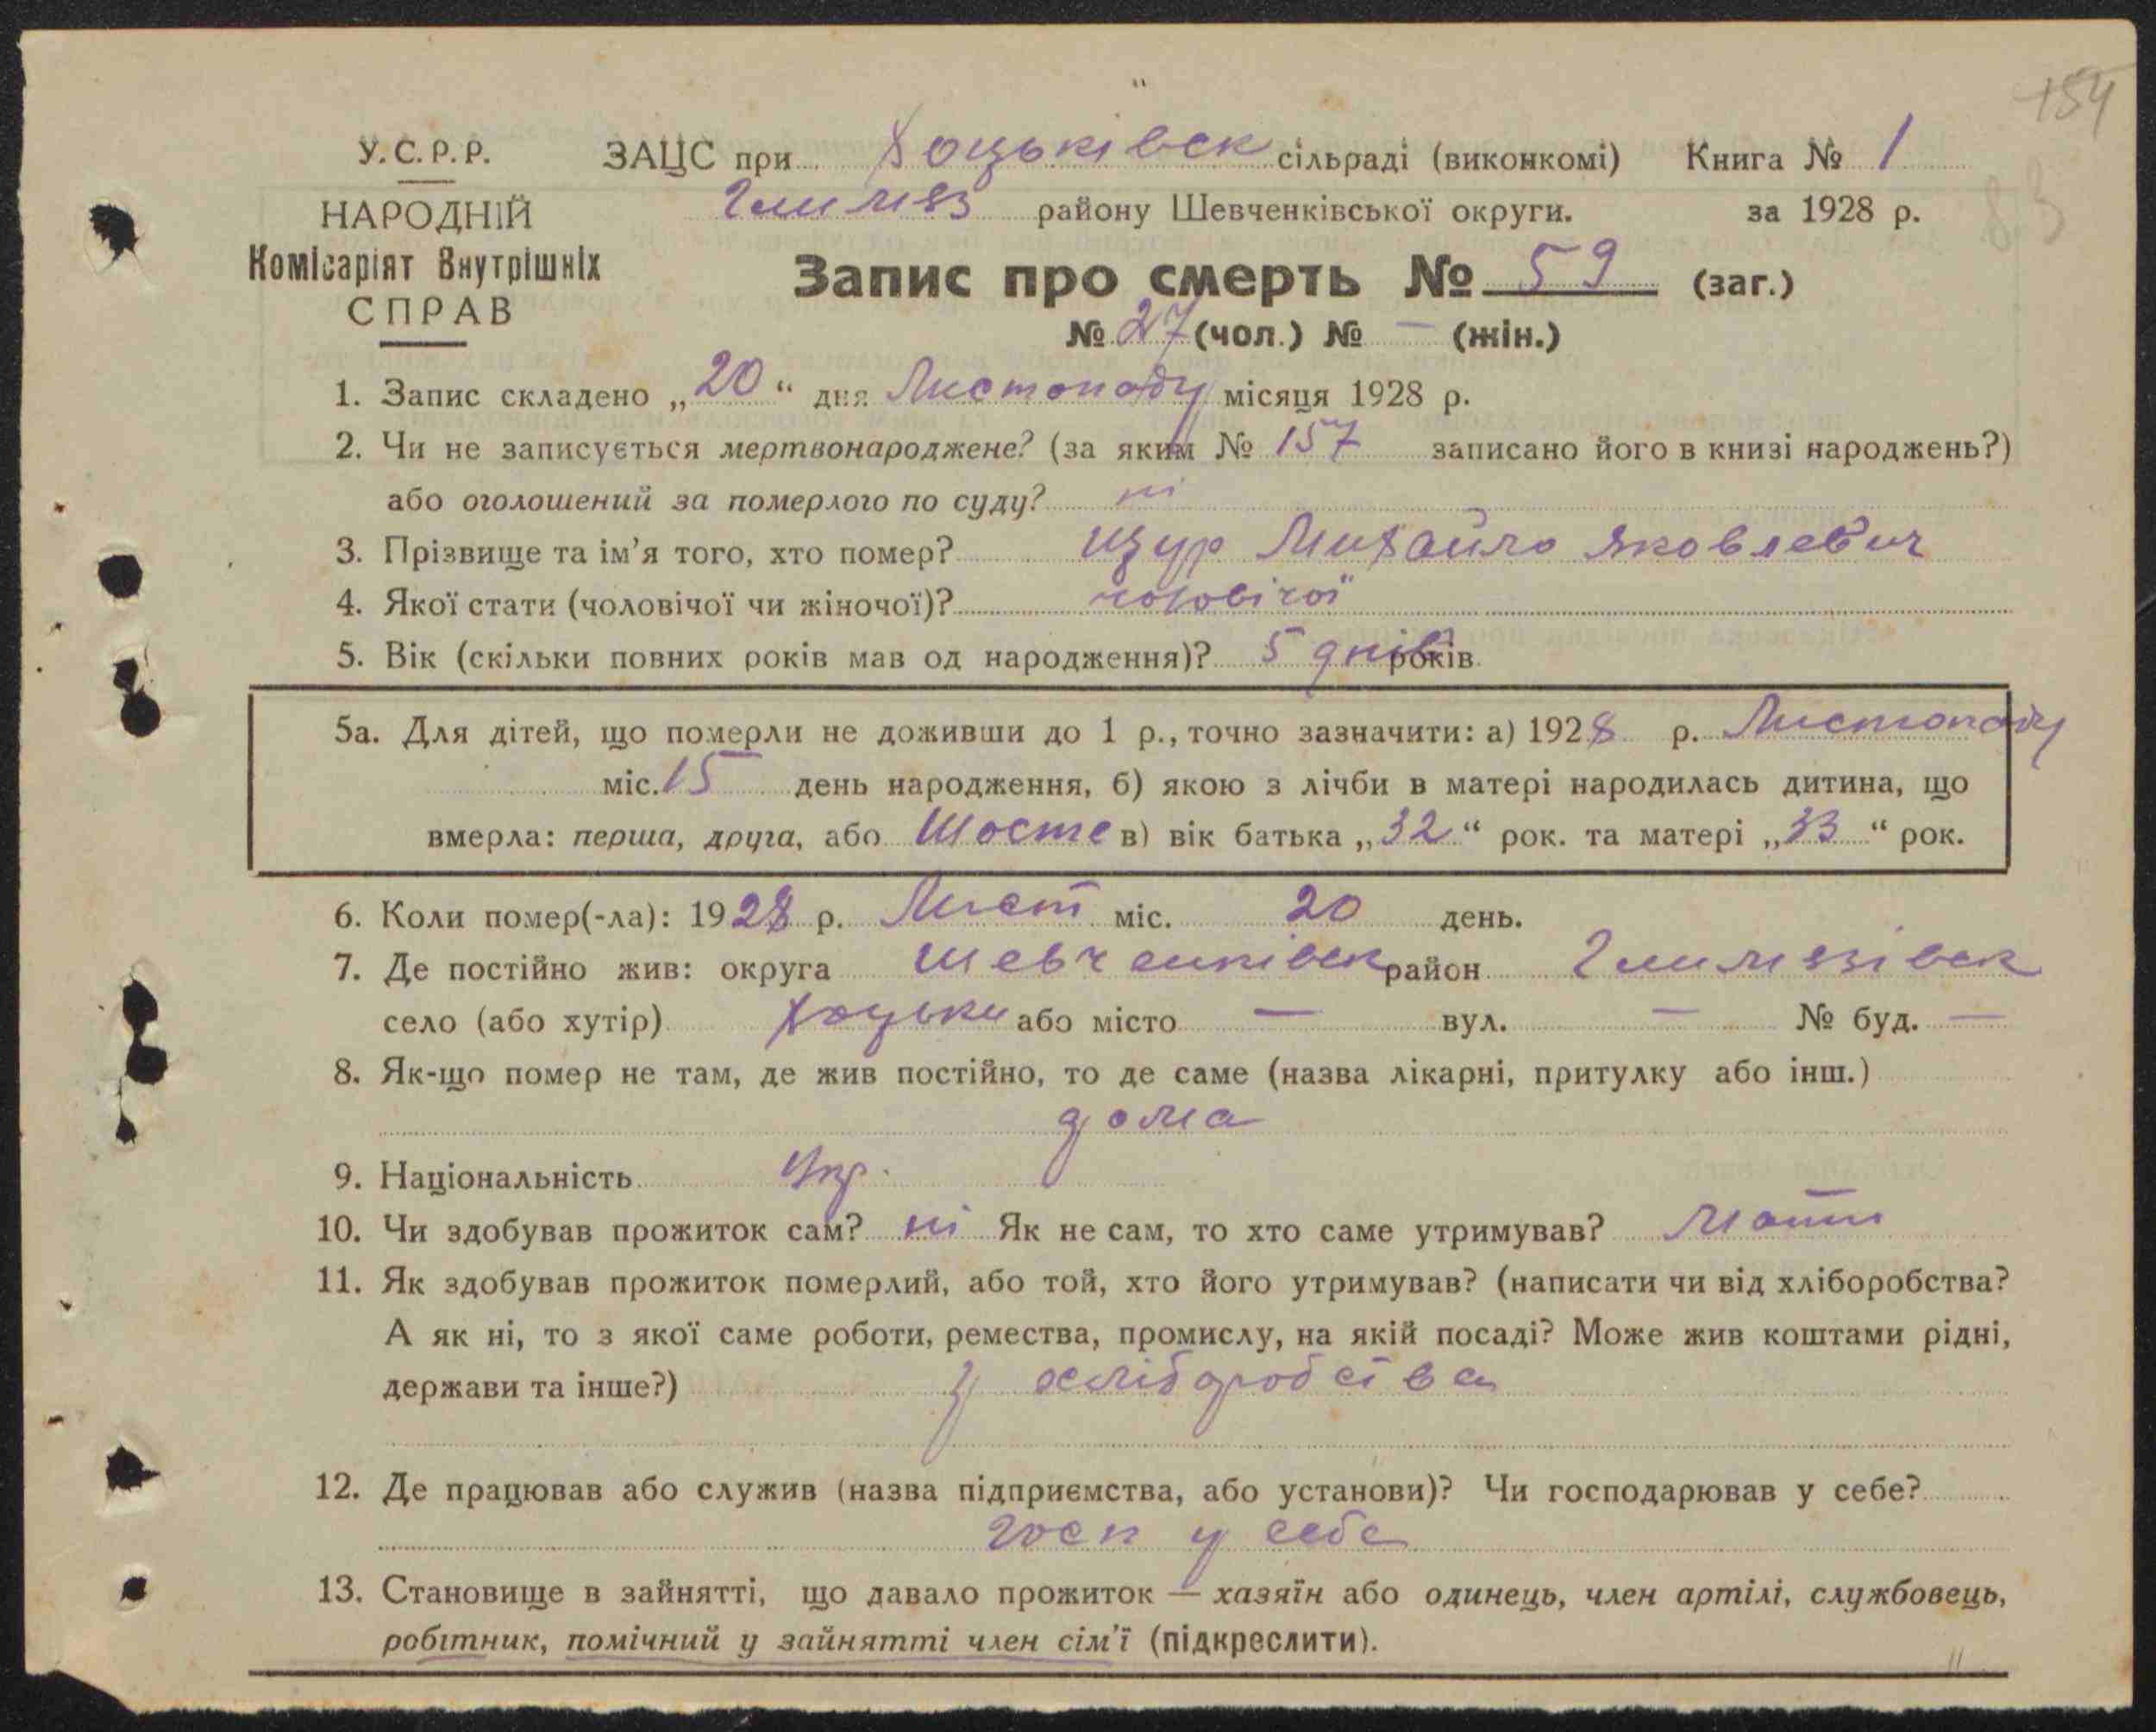 154
У.С.Р.Р. ЗАЦС при Хоцьківськ сільраді (виконкомі) Книга № 1
НАРОДНІЙ Гельмяз району Шевченківської округи. за 1928 р.
Комісаріят Внутрішніх
СПРАВ
83
Запис про смерть № 59 (заг.)
№ 27 (чол.) № — (жін.)
1. Запис складено „20“ дня Листопаду місяця 1928 р.
2. Чи не записується мертвонароджене? (за яким № 157 записано його в книзі народжень?)
або оголошений за померлого по суду? ні
3. Прізвище та ім’я того, хто помер? Щур Михайло Яковлевич
4. Якої стати (чоловічої чи жіночої)? чоловічої
5. Вік (скільки повних років мав од народження)? 5 днів років
5а. Для дітей, що померли не доживши до 1 р., точно зазначити: а) 1928 р. Листопаду
міс. 15 день народження, б) якою з лічби в матері народилась дитина, що
вмерла: перша, друга, або Шосте в) вік батька „32“ рок. та матері „33“ рок.
6. Коли помер(-ла): 1928 р. Лист міс. 20 день.
7. Де постійно жив: округа Шевченківськ район
село (або хутір) Хоцьки або місто — вул. — № буд. —
8. Як-що помер не там, де жив постійно, то де саме (назва лікарні, притулку або інш.)
дома
9. Національність Укр.
10. Чи здобував прожиток сам? ні Як не сам, то хто саме утримував? мати
11. Як здобував прожиток померлий, або той, хто його утримував? (написати чи від хліборобства?
А як ні, то з якої саме роботи, ремества, промислу, на якій посаді? Може жив коштами рідні,
держави та інше?) З хліборобства
12. Де працював або служив (назва підприємства, або установи)? Чи господарював у себе?
госп у себе
13. Становище в зайнятті, що давало прожиток — хазяїн або одинець, член артілі, службовець,
робітник, помічний у зайнятті член сім’ї (підкреслити).